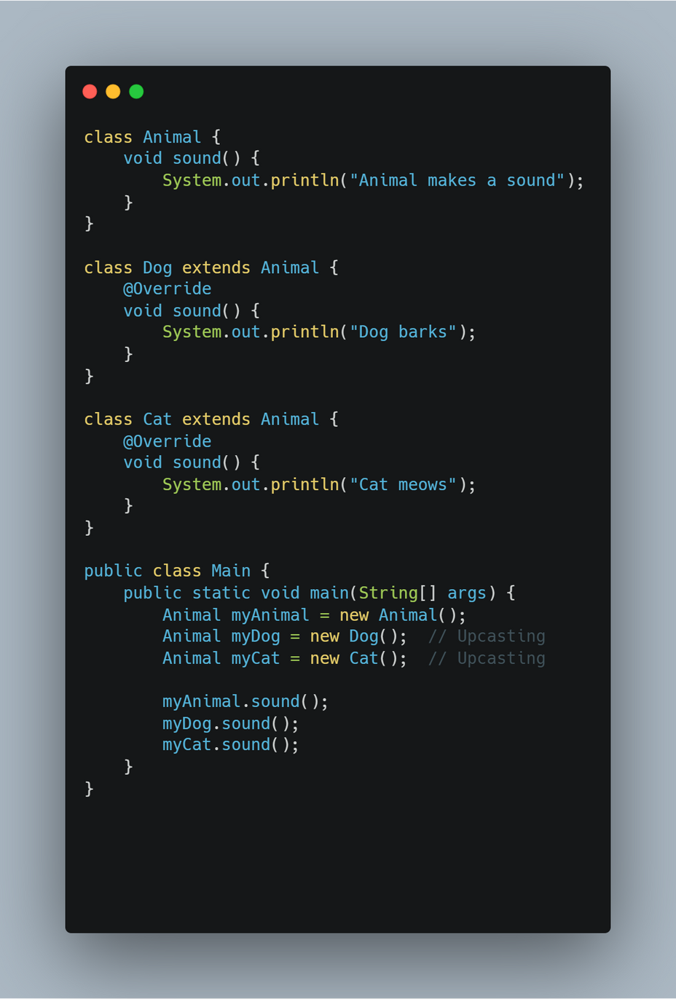 class Animal {
    void sound() {
        System.out.println("Animal makes a sound");
    }
}

class Dog extends Animal {
    @Override
    void sound() {
        System.out.println("Dog barks");
    }
}

class Cat extends Animal {
    @Override
    void sound() {
        System.out.println("Cat meows");
    }
}

public class Main {
    public static void main(String[] args) {
        Animal myAnimal = new Animal();
        Animal myDog = new Dog();  // Upcasting
        Animal myCat = new Cat();  // Upcasting

        myAnimal.sound();
        myDog.sound();
        myCat.sound();
    }
}